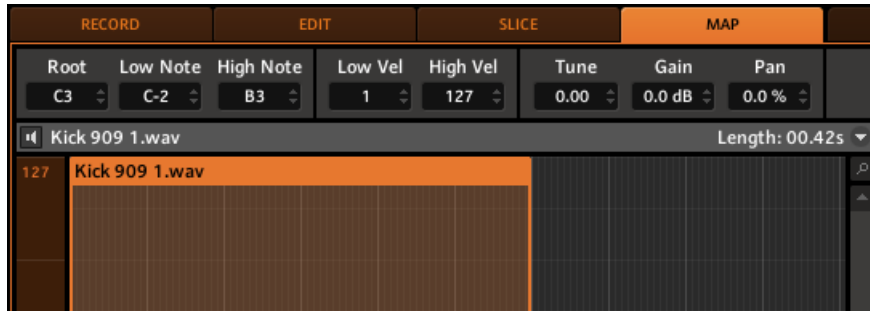 RECORD EDIT SLICE MAP
Root Low Note High Note Low Vel High Vel Tune Gain Pan
C3 C-2 B3 1 127 0.00 0.0 dB 0.0 %
Kick 909 1.wav Length: 00.42s
127 Kick 909 1.wav